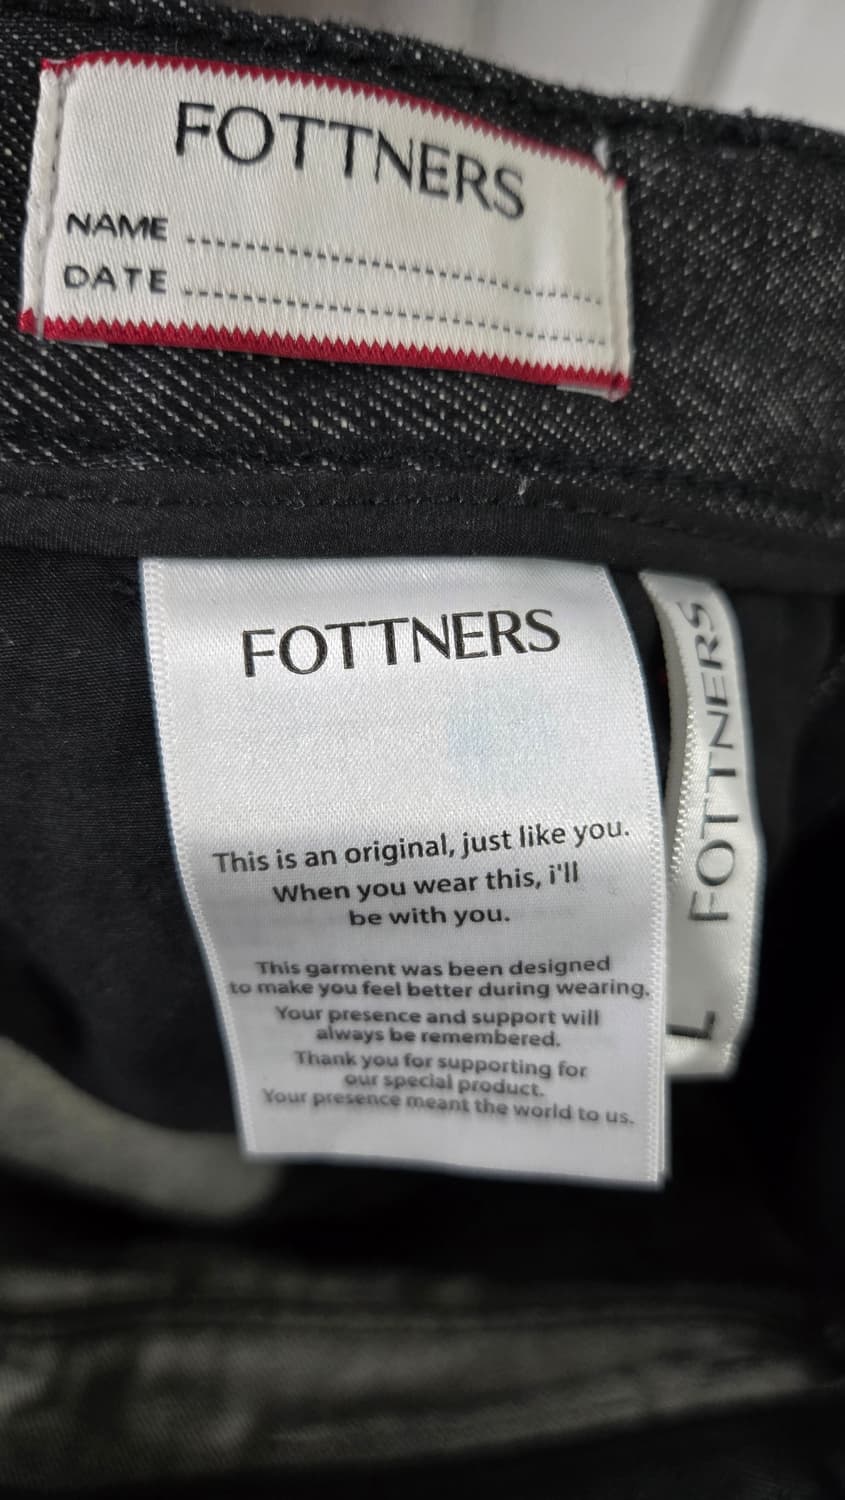 FOTTNERS
NAME ........................................
DATE ........................................
FOTTNERS
This is an original, just like you.
When you wear this, i'll
be with you.
This garment was been designed
to make you feel better during wearing.
Your presence and support will
always be remembered.
Thank you for supporting for
our special product.
Your presence meant the world to us.
FOTTNERS
L